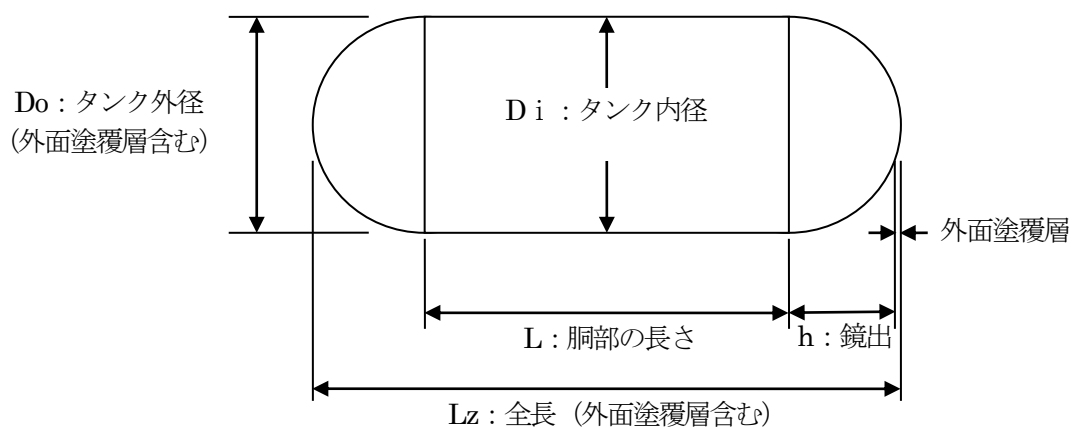 Do：タンク外径
（外面塗覆層含む）
Dｉ：タンク内径
外面塗覆層
L：胴部の長さ
h：鏡出
Lz：全長（外面塗覆層含む）